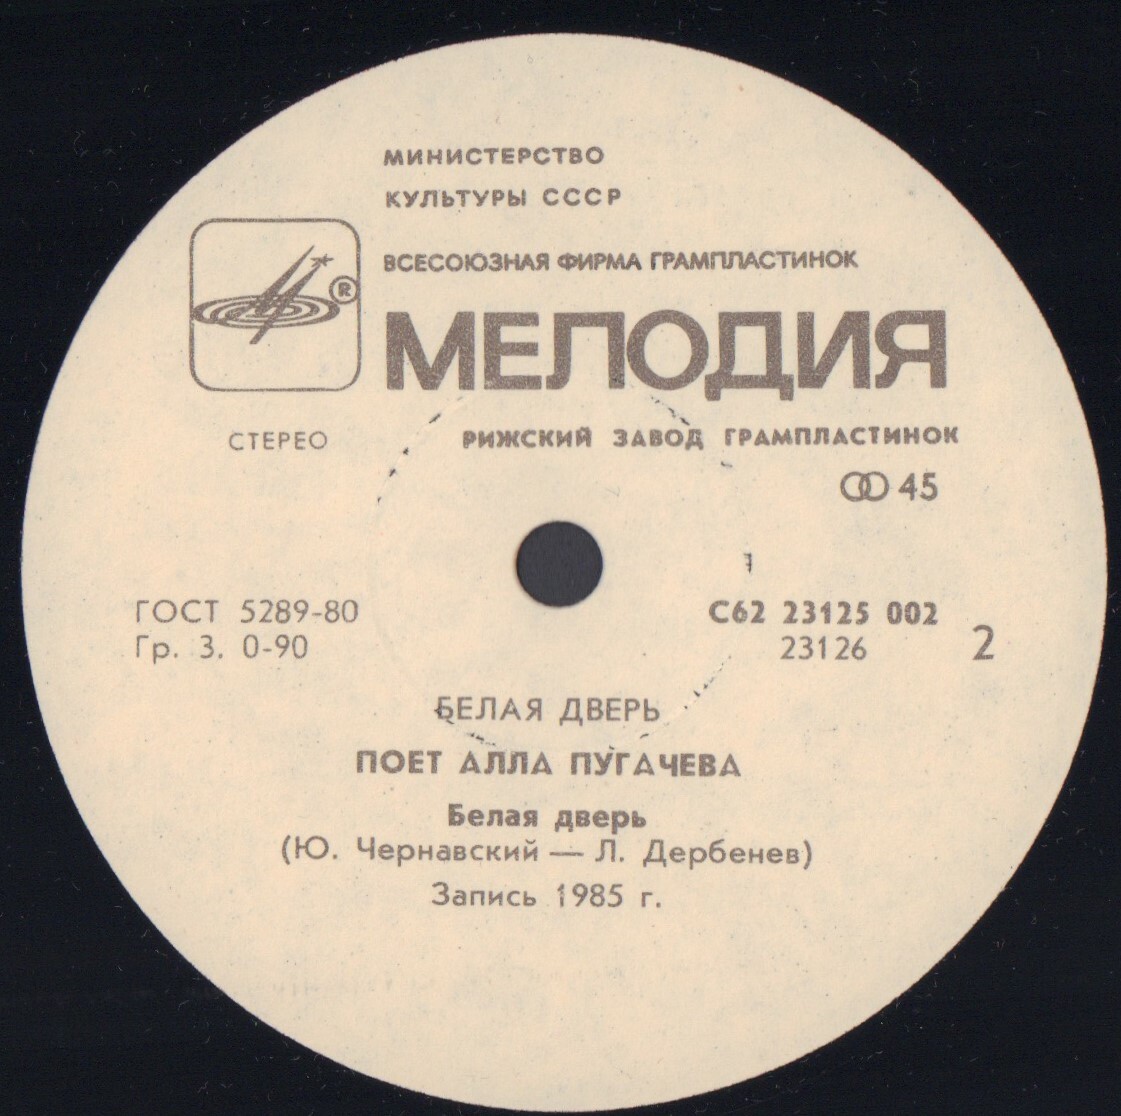 МИНИСТЕРСТВО
КУЛЬТУРЫ СССР
ВСЕСОЮЗНАЯ ФИРМА ГРАМПЛАСТИНОК
®
МЕЛОДИЯ
СТЕРЕО
РИЖСКИЙ ЗАВОД ГРАМПЛАСТИНОК
45
ГОСТ 5289-80
Гр. 3. 0-90
С62 23125 002
23126
2
БЕЛАЯ ДВЕРЬ
ПОЕТ АЛЛА ПУГАЧЕВА
Белая дверь
(Ю. Чернавский — Л. Дербенев)
Запись 1985 г.